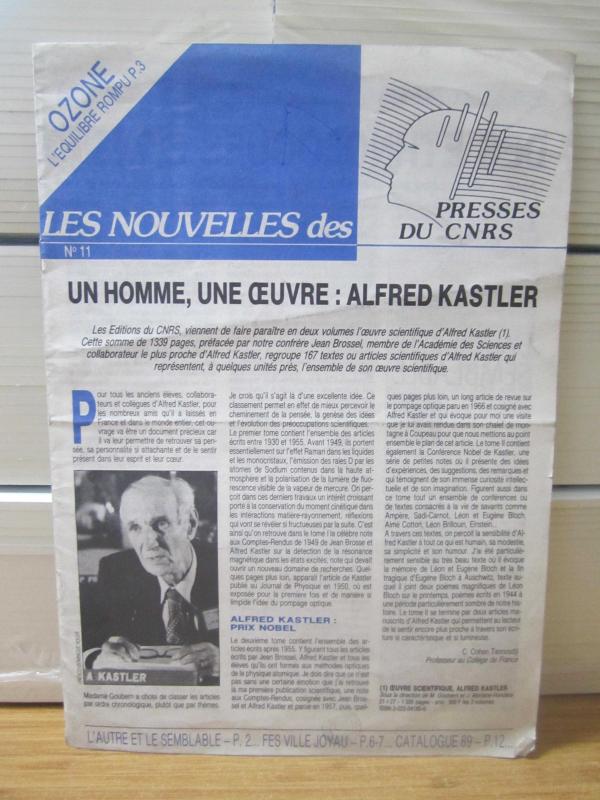 OZONE
L'EQUILIBRE ROMPU P.3
LES NOUVELLES des
PRESSES
DU CNRS
N° 11
UN HOMME, UNE ŒUVRE : ALFRED KASTLER
Les Editions du CNRS, viennent de faire paraître en deux volumes l'œuvre scientifique d'Alfred Kastler (1).
Cette somme de 1339 pages, préfacée par notre confrère Jean Brossel, membre de l'Académie des Sciences et
collaborateur le plus proche d'Alfred Kastler, regroupe 167 textes ou articles scientifiques d'Alfred Kastler qui
représentent, à quelques unités près, l'ensemble de son œuvre scientifique.
Pour tous les anciens élèves, collabora-
teurs et collègues d'Alfred Kastler, pour
les nombreux amis qu'il a laissés en
France et dans le monde entier, cet ou-
vrage va être un document précieux car
il va leur permettre de retrouver sa pen-
sée, sa personnalité si attachante et de le sentir
présent dans leur esprit et leur cœur.
A KASTLER
Madame Goubern a choisi de classer les articles
par ordre chronologique, plutôt que par thèmes.
Je crois qu'il s'agit là d'une excellente idée. Ce
classement permet en effet de mieux percevoir le
cheminement de la pensée, la genèse des idées
et l'évolution des préoccupations scientifiques.
Le premier tome contient l'ensemble des articles
écrits entre 1930 et 1955. Avant 1949, ils portent
essentiellement sur l'effet Raman dans les liquides
et les monocristaux, l'émission des raies D par les
atomes de Sodium contenus dans la haute at-
mosphère et la polarisation de la lumière de fluo-
rescence visible de la vapeur de mercure. On per-
çoit dans ces derniers travaux un intérêt croissant
porté à la conservation du moment cinétique dans
les interactions matière-rayonnement, réflexions
qui vont se révéler si fructueuses par la suite. C'est
ainsi qu'on retrouve dans le tome I la célèbre note
aux Comptes-Rendus de 1949 de Jean Brosse et
Alfred Kastler sur la détection de la résonance
magnétique dans les états excités, note qui devait
ouvrir un nouveau domaine de recherches. Quel-
ques pages plus loin, apparaît l'article de Kastler
publié au Journal de Physique en 1950, où est
exposée pour la première fois et de manière si
limpide l'idée du pompage optique.
ALFRED KASTLER :
PRIX NOBEL
Le deuxième tome contient l'ensemble des ar-
ticles écrits après 1955. Y figurent tous les articles
écrits par Jean Brossel, Alfred Kastler et tous les
élèves qu'ils ont formés aux méthodes optiques
de la physique atomique. Je dois dire que ce n'est
pas sans une certaine émotion que j'ai retrouvé
là ma première publication scientifique, une note
aux Comptes-Rendus, cosignée avec Jean Bros-
sel et Alfred Kastler et parue en 1957, puis, quel-
ques pages plus loin, un long article de revue sur
le pompage optique paru en 1966 et cosigné avec
Alfred Kastler et qui évoque pour moi une visite
que je lui avais rendue dans son chalet de mon-
tagne à Coupeau pour que nous mettions au point
ensemble le plan de cet article. Le tome II contient
également la Conférence Nobel de Kastler, une
série de petites notes où il présente des idées
d'expériences, des suggestions, des remarques et
qui témoignent de son immense curiosité intellec-
tuelle et de son imagination. Figurent aussi dans
ce tome tout un ensemble de conférences ou
de textes consacrés à la vie de savants comme
Ampère, Sadi-Carnot, Léon et Eugène Bloch,
Aimé Cotton, Léon Brillouin, Einstein...
A travers ces textes, on perçoit la sensibilité d'Al-
fred Kastler à tout ce qui est humain, sa modestie,
sa simplicité et son humour. J'ai été particuliè-
rement sensible au très beau texte où il évoque
la mémoire de Léon et Eugène Bloch et la fin
tragique d'Eugène Bloch à Auschwitz, texte au-
quel il joint deux poèmes magnifiques de Léon
Bloch sur le printemps, poèmes écrits en 1944 à
une période particulièrement sombre de notre his-
toire. Le tome II se termine par deux articles ma-
nuscrits d'Alfred Kastler qui permettent au lecteur
de le sentir encore plus proche à travers son écri-
ture si caractéristique et si lumineuse.
C. Cohen Tannoudji
Professeur au Collège de France
(1) ŒUVRE SCIENTIFIQUE, ALFRED KASTLER
L'AUTRE ET LE SEMBLABLE – P. 2... FES VILLE JOYAU – P.6-7... CATALOGUE 89 – P.12...